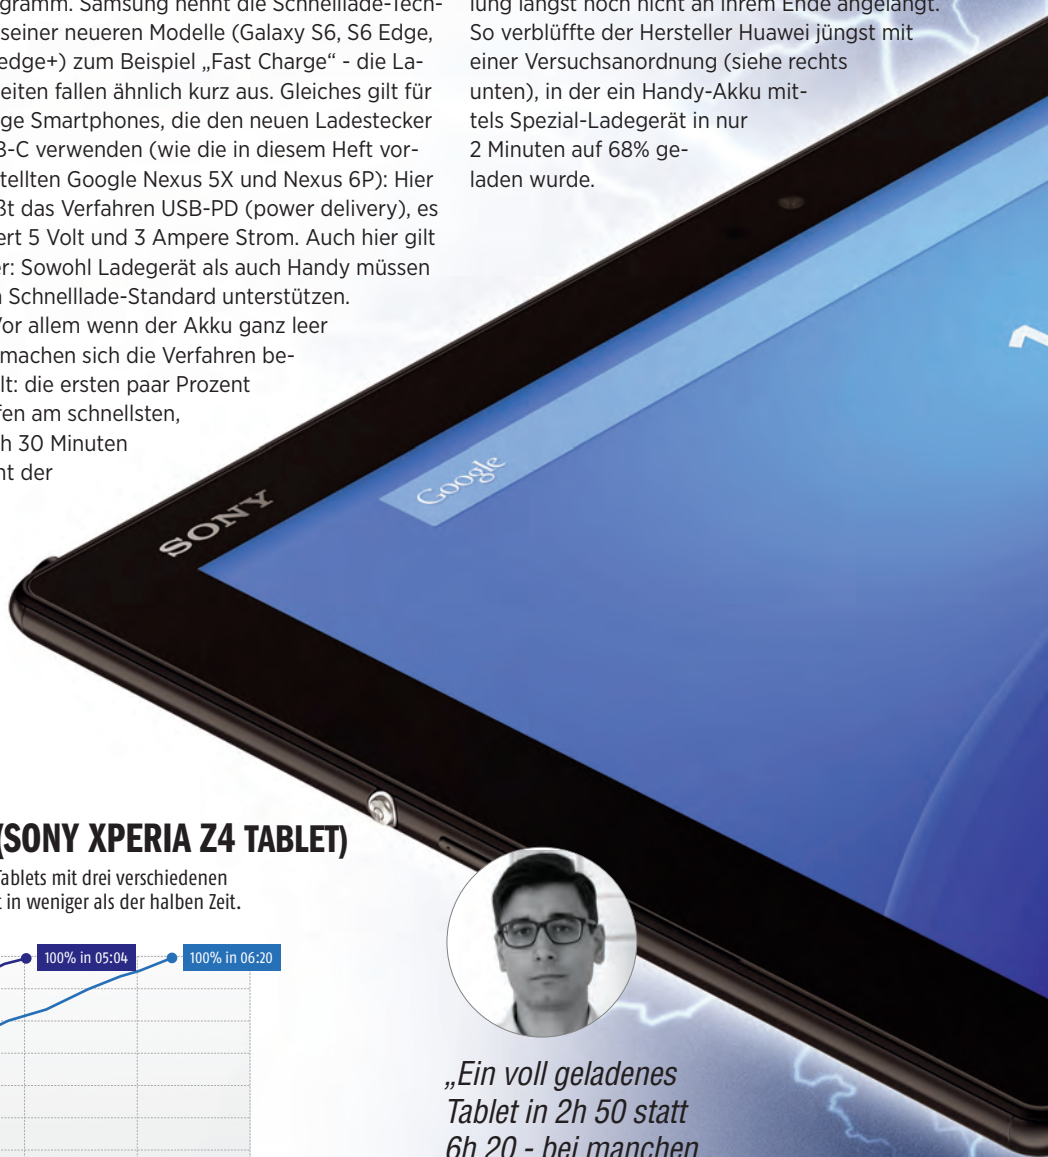 gramm. Samsung nennt die Schnelllade-Tech-
seiner neueren Modelle (Galaxy S6, S6 Edge,
edge+) zum Beispiel „Fast Charge“ - die La-
eiten fallen ähnlich kurz aus. Gleiches gilt für
ge Smartphones, die den neuen Ladestecker
B-C verwenden (wie die in diesem Heft vor-
tellten Google Nexus 5X und Nexus 6P): Hier
ßt das Verfahren USB-PD (power delivery), es
ert 5 Volt und 3 Ampere Strom. Auch hier gilt
er: Sowohl Ladegerät als auch Handy müssen
n Schnelllade-Standard unterstützen.
Vor allem wenn der Akku ganz leer
machen sich die Verfahren be-
lt: die ersten paar Prozent
fen am schnellsten,
h 30 Minuten
nt der
lung längst noch nicht an ihrem Ende angelangt.
So verblüffte der Hersteller Huawei jüngst mit
einer Versuchsanordnung (siehe rechts
unten), in der ein Handy-Akku mit-
tels Spezial-Ladegerät in nur
2 Minuten auf 68% ge-
laden wurde.
Google
SONY
1
(SONY XPERIA Z4 TABLET)
Tablets mit drei verschiedenen
t in weniger als der halben Zeit.
100% in 05:04
100% in 06:20
„Ein voll geladenes
Tablet in 2h 50 statt
6h 20 - bei manchen